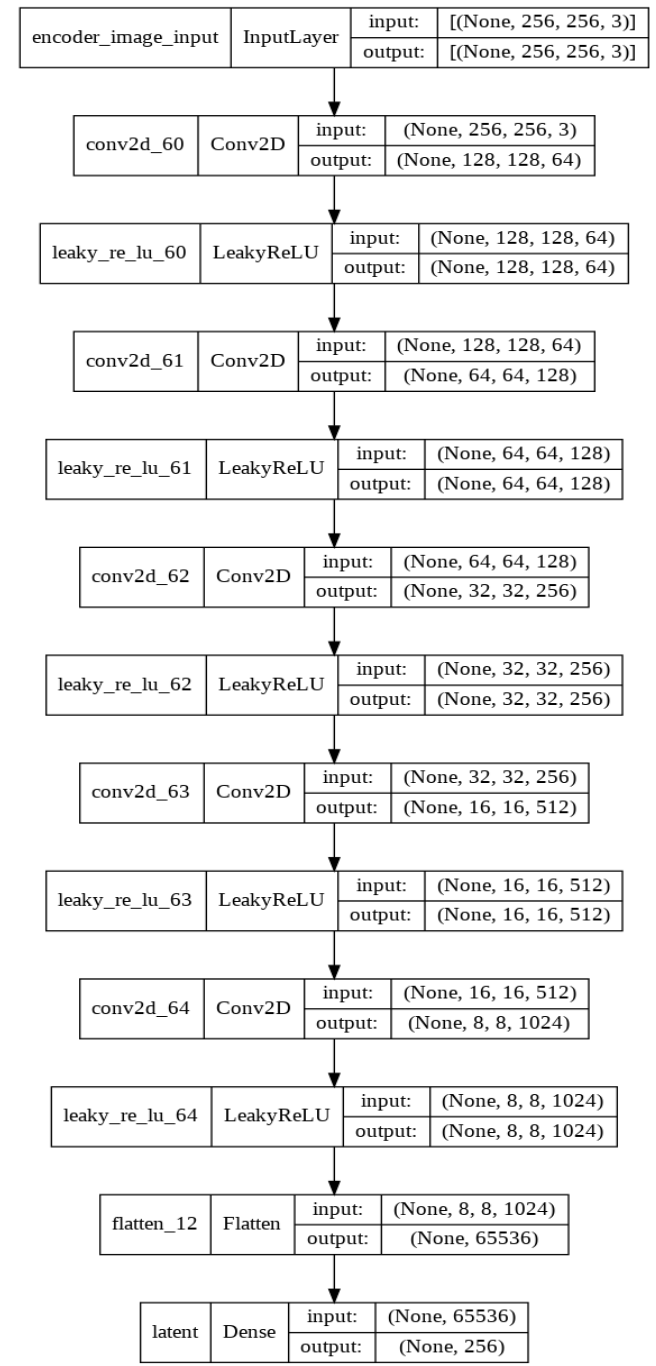 encoder_image_input InputLayer input: [(None, 256, 256, 3)]
output: [(None, 256, 256, 3)]
conv2d_60 Conv2D input: (None, 256, 256, 3)
output: (None, 128, 128, 64)
leaky_re_lu_60 LeakyReLU input: (None, 128, 128, 64)
output: (None, 128, 128, 64)
conv2d_61 Conv2D input: (None, 128, 128, 64)
output: (None, 64, 64, 128)
leaky_re_lu_61 LeakyReLU input: (None, 64, 64, 128)
output: (None, 64, 64, 128)
conv2d_62 Conv2D input: (None, 64, 64, 128)
output: (None, 32, 32, 256)
leaky_re_lu_62 LeakyReLU input: (None, 32, 32, 256)
output: (None, 32, 32, 256)
conv2d_63 Conv2D input: (None, 32, 32, 256)
output: (None, 16, 16, 512)
leaky_re_lu_63 LeakyReLU input: (None, 16, 16, 512)
output: (None, 16, 16, 512)
conv2d_64 Conv2D input: (None, 16, 16, 512)
output: (None, 8, 8, 1024)
leaky_re_lu_64 LeakyReLU input: (None, 8, 8, 1024)
output: (None, 8, 8, 1024)
flatten_12 Flatten input: (None, 8, 8, 1024)
output: (None, 65536)
latent Dense input: (None, 65536)
output: (None, 256)